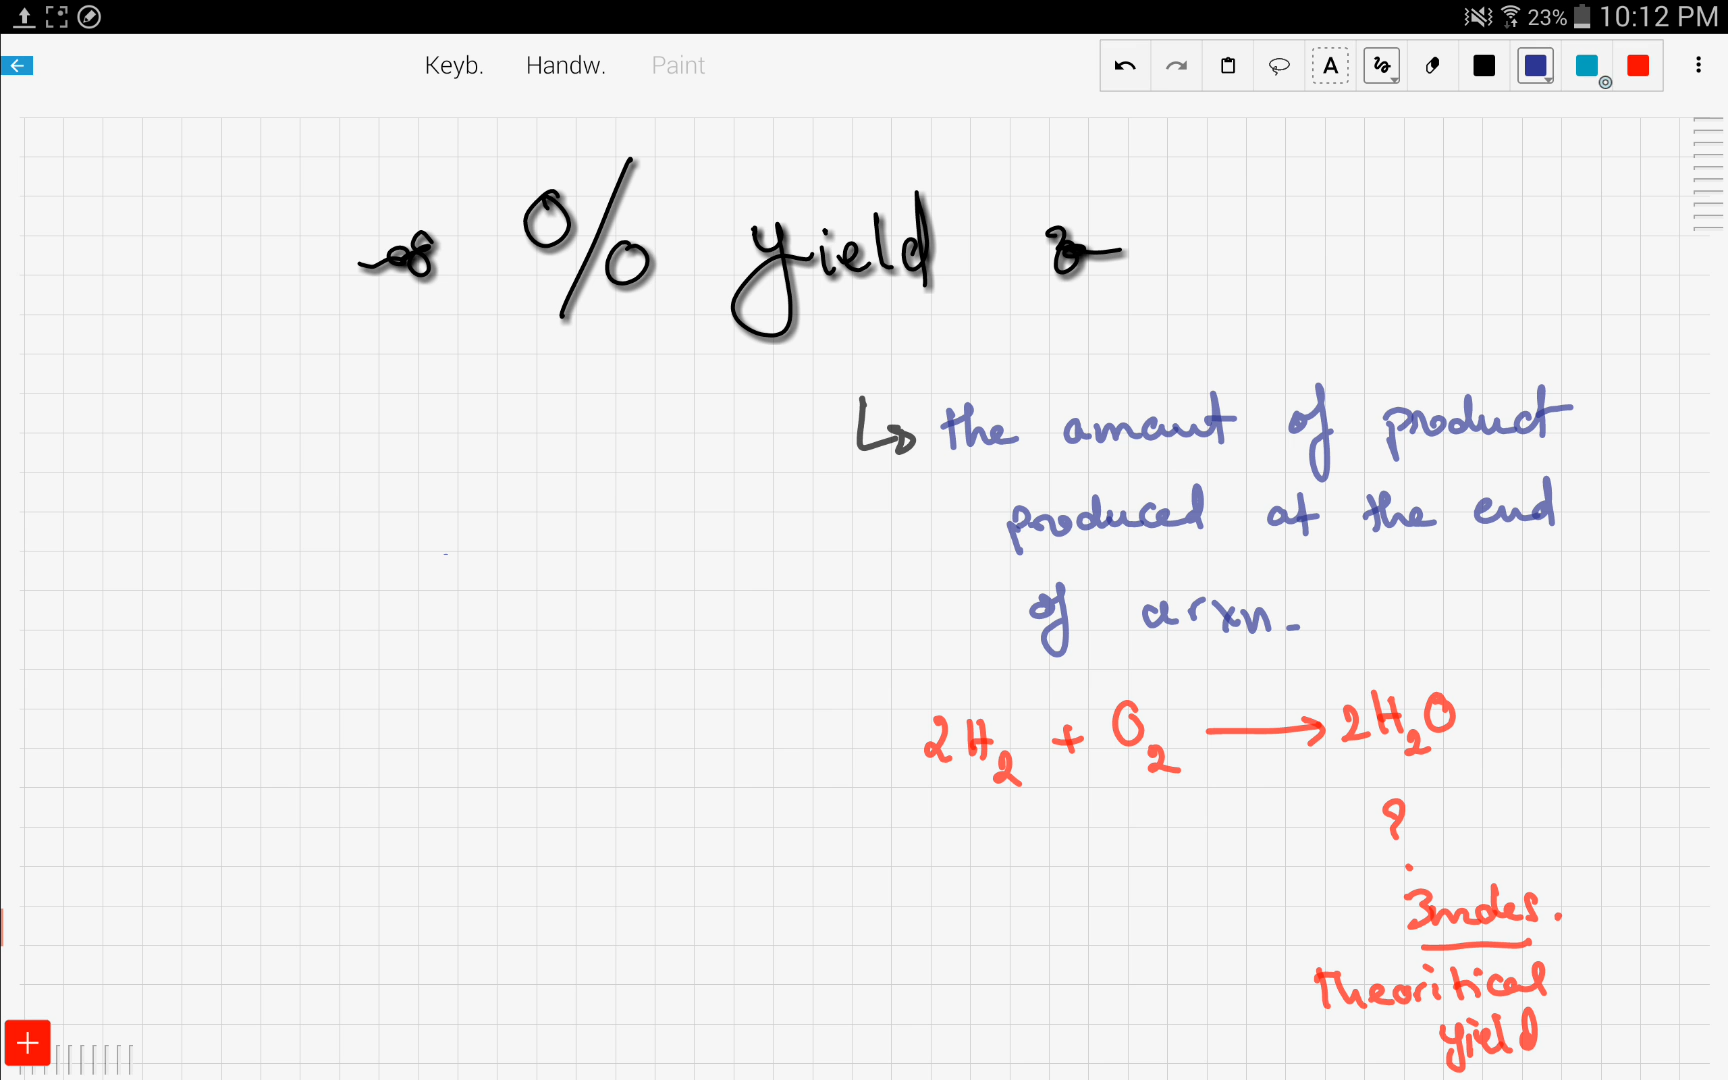 23% 10:12 PM
Keyb. Handw. Paint
A
% yield
the amount of product
produced at the end
of a rxn.
2H₂ + O₂ → 2H₂O
?
3moles.
Theoritical
yield